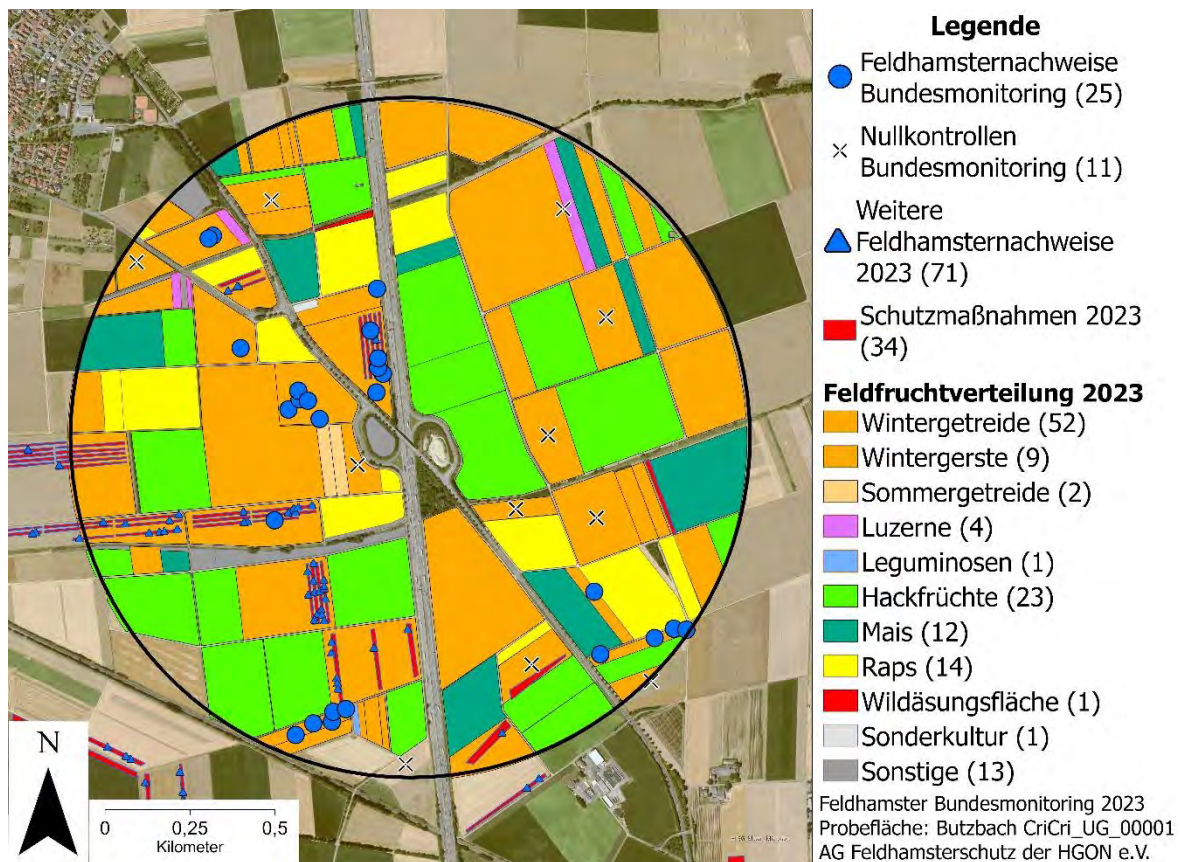 Legende
Feldhamsternachweise
Bundesmonitoring (25)
Nullkontrollen
Bundesmonitoring (11)
Weitere
Feldhamsternachweise
2023 (71)
Schutzmaßnahmen 2023
(34)
Feldfruchtverteilung 2023
Wintergetreide (52)
Wintergerste (9)
Sommergetreide (2)
Luzerne (4)
Leguminosen (1)
Hackfrüchte (23)
Mais (12)
Raps (14)
Wildäsungsfläche (1)
Sonderkultur (1)
Sonstige (13)
Feldhamster Bundesmonitoring 2023
Probefläche: Butzbach CriCri_UG_00001
AG Feldhamsterschutz der HGON e.V.
N
0 0,25 0,5
Kilometer